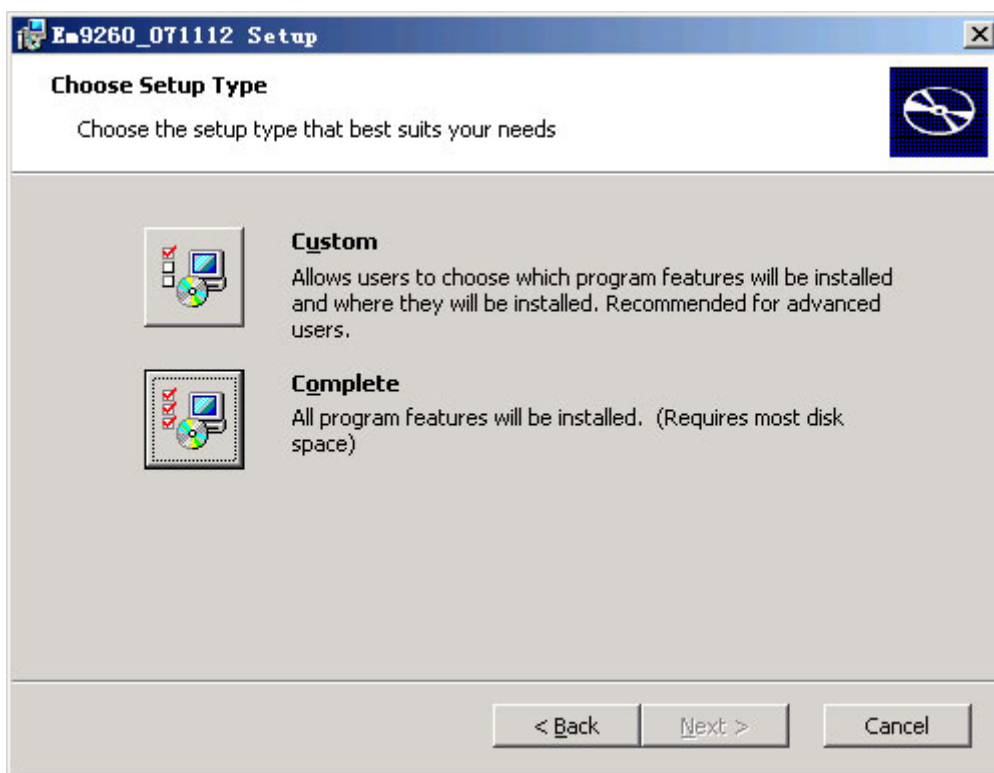 Em9260_071112 Setup
Choose Setup Type
Choose the setup type that best suits your needs
Custom
Allows users to choose which program features will be installed
and where they will be installed. Recommended for advanced
users.
Complete
All program features will be installed. (Requires most disk
space)
< Back
Next >
Cancel